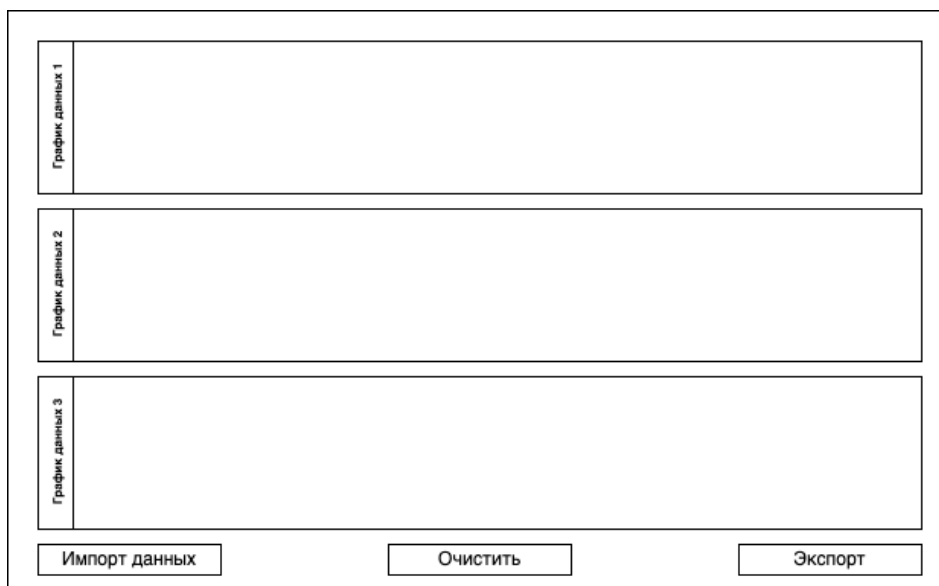 График данных 1
График данных 2
График данных 3
Импорт данных
Очистить
Экспорт